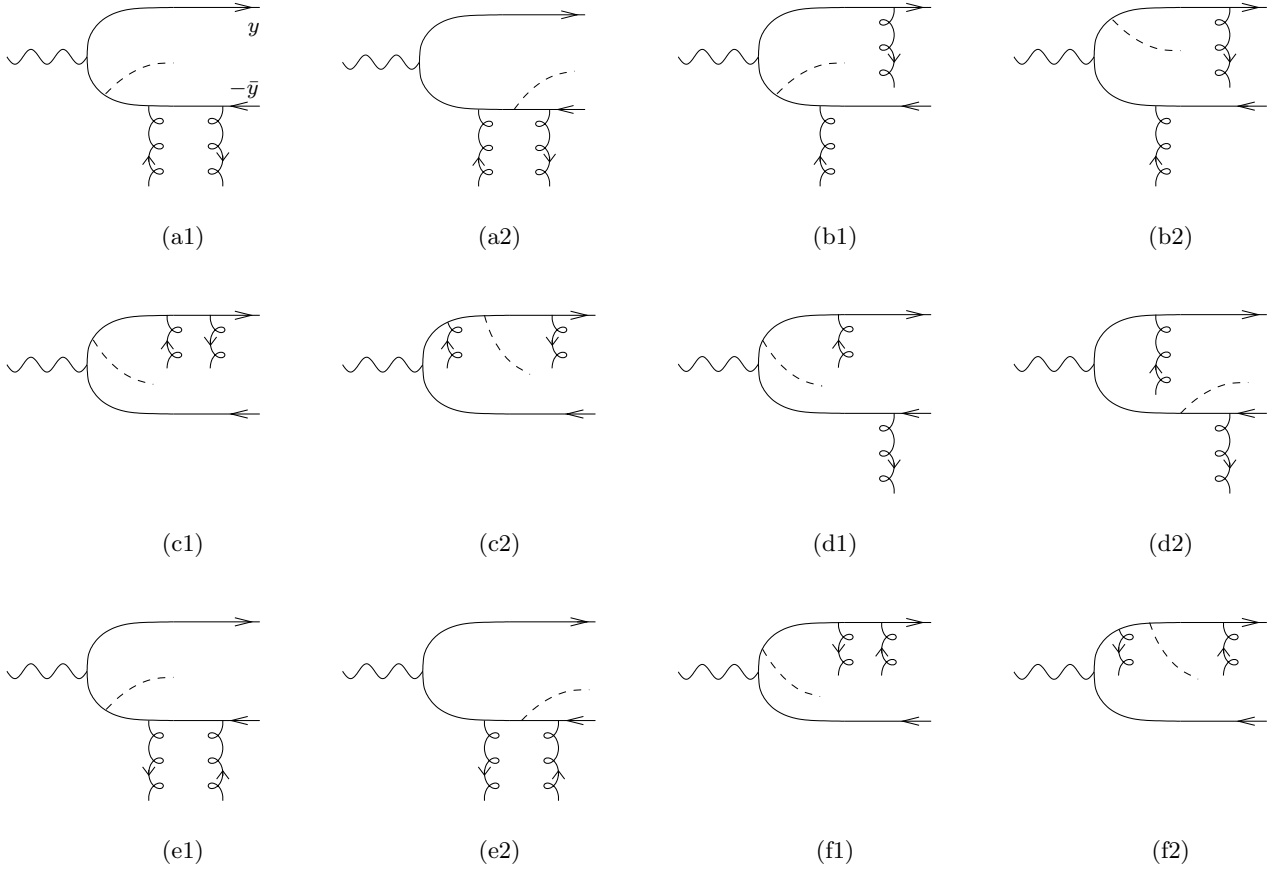 y
−ȳ
(a1) (a2) (b1) (b2)
(c1) (c2) (d1) (d2)
(e1) (e2) (f1) (f2)